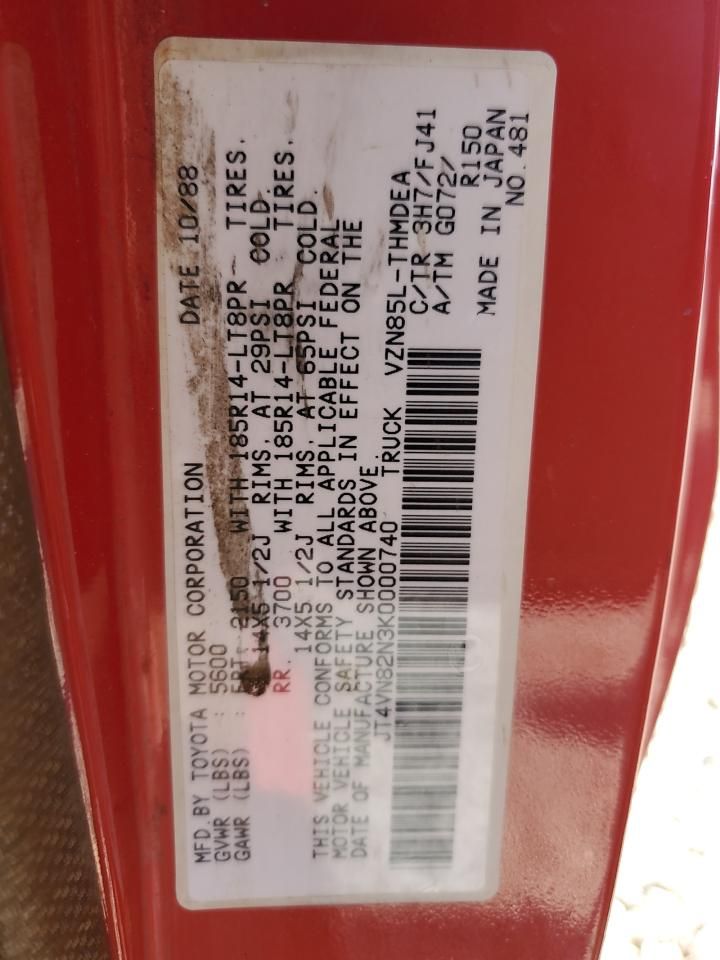 MFD. BY TOYOTA MOTOR CORPORATION DATE 10/88
GVWR (LBS) : 5600
GAWR (LBS) : FRT. 2150 WITH 185R14-LT8PR TIRES,
14X5 1/2J RIMS, AT 29PSI COLD.
RR. 3700 WITH 185R14-LT8PR TIRES,
14X5 1/2J RIMS, AT 65PSI COLD.
THIS VEHICLE CONFORMS TO ALL APPLICABLE FEDERAL
MOTOR VEHICLE SAFETY STANDARDS IN EFFECT ON THE
DATE OF MANUFACTURE SHOWN ABOVE.
JT4VN82N3K0000740 TRUCK VZN85L-THMDEA
C/TR 3H7/FJ41
A/TM G072/
R150
MADE IN JAPAN
NO.481